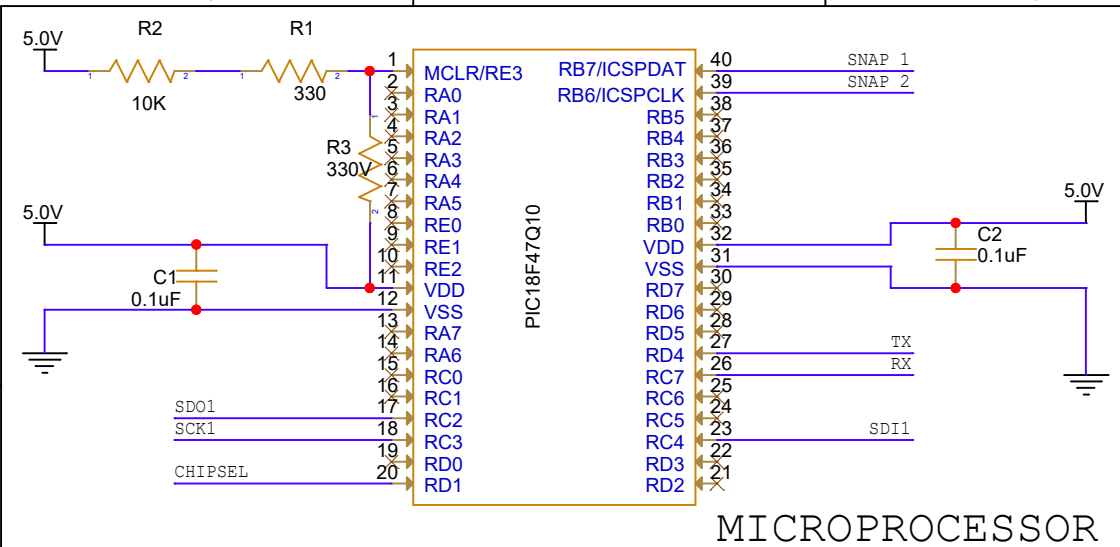 R2 R1
5.0V
1 2 1 2
10K 330
1 MCLR/RE3 RB7/ICSPDAT 40 SNAP 1
2 RA0 RB6/ICSPCLK 39 SNAP 2
3 RA1 RB5 38
4 RA2 RB4 37
5 RA3 RB3 36
6 RA4 RB2 35
7 RA5 RB1 34
8 RE0 RB0 33
9 RE1 VDD 32
10 RE2 VSS 31
11 VDD RD7 30
12 VSS RD6 29
13 RA7 RD5 28
14 RA6 RD4 27 TX
15 RC0 RC7 26 RX
16 RC1 RC6 25
17 RC2 RC5 24
18 RC3 RC4 23 SDI1
19 RD0 RD3 22
20 RD1 RD2 21
1
R3
330V
2
5.0V
C1
0.1uF
SDO1
SCK1
CHIPSEL
PIC18F47Q10
5.0V
C2
0.1uF
MICROPROCESSOR